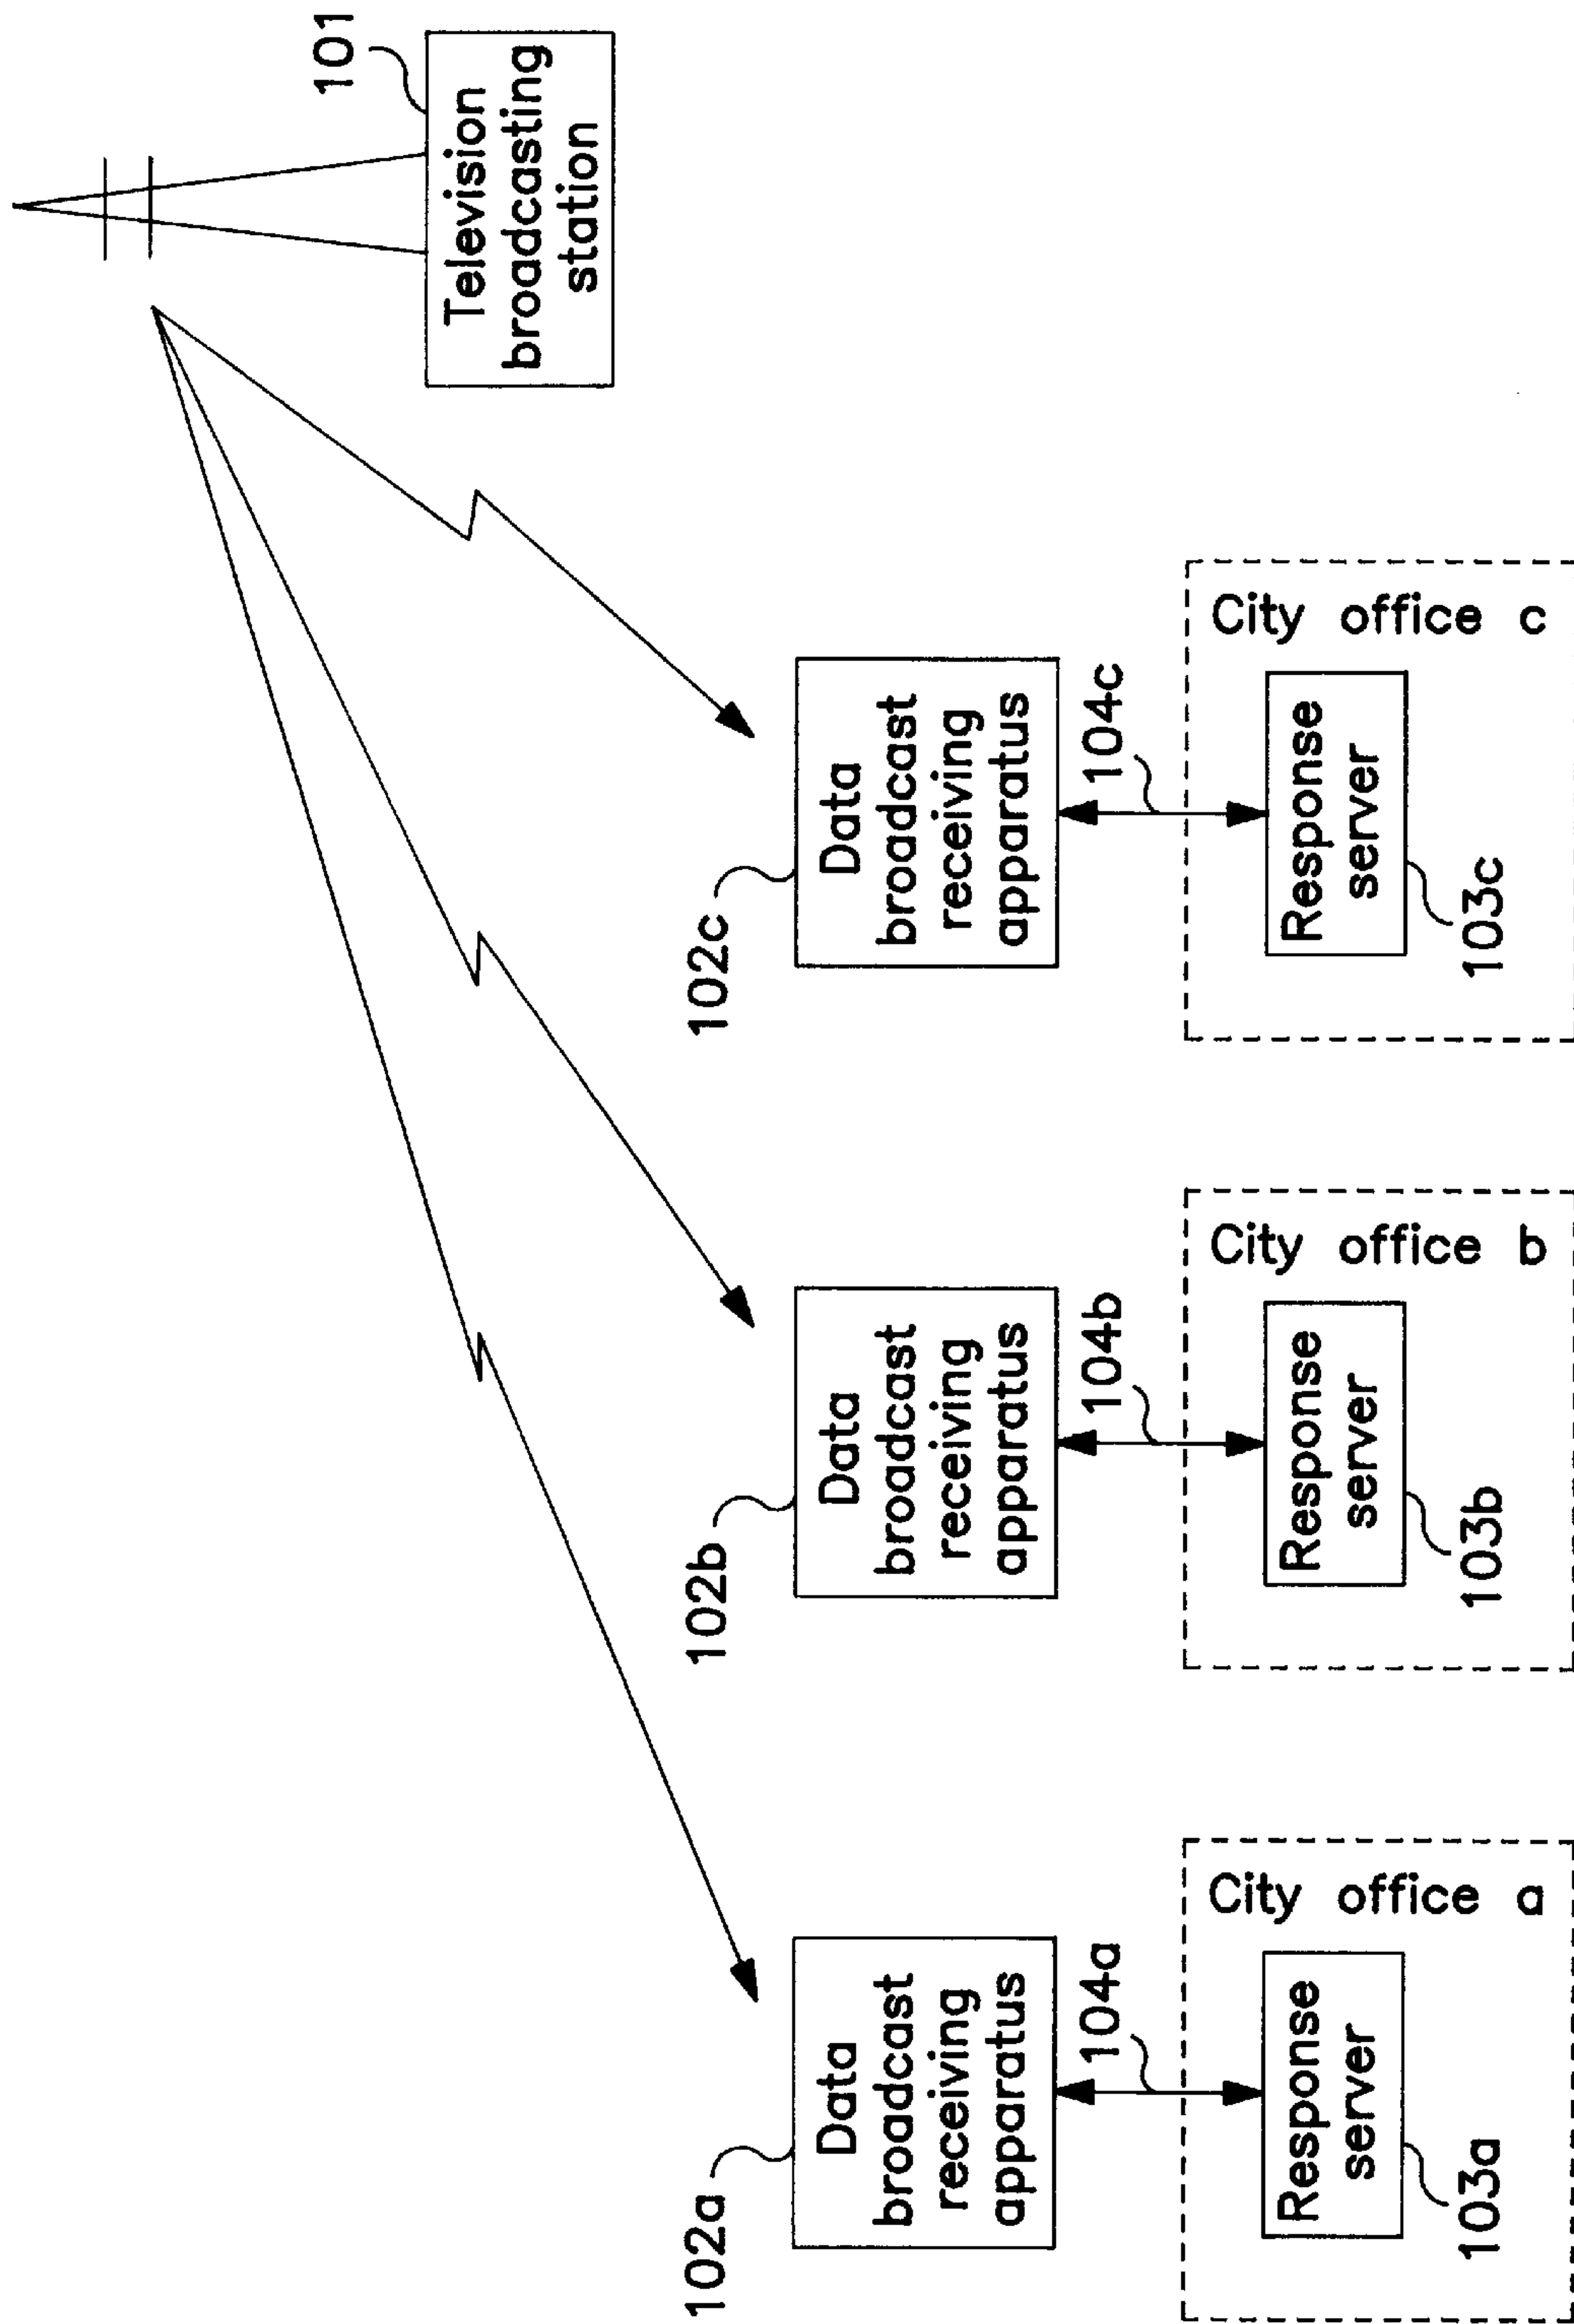 101
Television
broadcasting
station
102a
Data
broadcast
receiving
apparatus
102b
Data
broadcast
receiving
apparatus
102c
Data
broadcast
receiving
apparatus
104a
104b
104c
City office a
Response
server
103a
City office b
Response
server
103b
City office c
Response
server
103c